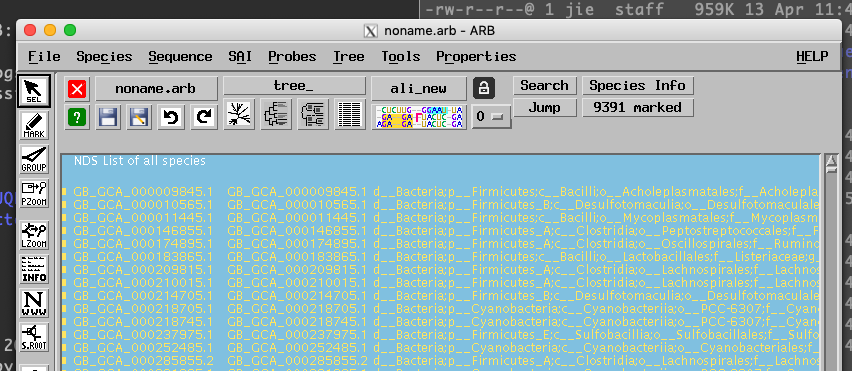 -rw-r--r--@ 1 jie staff 959K 13 Apr 11:4
noname.arb - ARB
File Species Sequence SAI Probes Tree Tools Properties HELP
noname.arb tree_ ali_new Search Species Info
Jump 9391 marked
0
SEL
MARK
GROUP
PZOOM
LZOOM
INFO
NWWW
S.ROOT
NDS List of all species
GB_GCA_000009845.1 GB_GCA_000009845.1 d__Bacteria;p__Firmicutes;c__Bacilli;o__Acholeplasmatales;f__Acholepla
GB_GCA_000010565.1 GB_GCA_000010565.1 d__Bacteria;p__Firmicutes_B;c__Desulfotomaculia;o__Desulfotomaculale
GB_GCA_000011445.1 GB_GCA_000011445.1 d__Bacteria;p__Firmicutes;c__Bacilli;o__Mycoplasmatales;f__Mycoplasm
GB_GCA_000146855.1 GB_GCA_000146855.1 d__Bacteria;p__Firmicutes_A;c__Clostridia;o__Peptostreptococcales;f__F
GB_GCA_000174895.1 GB_GCA_000174895.1 d__Bacteria;p__Firmicutes_A;c__Clostridia;o__Oscillospirales;f__Rumino
GB_GCA_000183865.1 GB_GCA_000183865.1 d__Bacteria;p__Firmicutes;c__Bacilli;o__Lactobacillales;f__Listeriaceae;g_
GB_GCA_000209815.1 GB_GCA_000209815.1 d__Bacteria;p__Firmicutes_A;c__Clostridia;o__Lachnospirales;f__Lachnos
GB_GCA_000210015.1 GB_GCA_000210015.1 d__Bacteria;p__Firmicutes_A;c__Clostridia;o__Lachnospirales;f__Lachnos
GB_GCA_000214705.1 GB_GCA_000214705.1 d__Bacteria;p__Firmicutes_B;c__Desulfotomaculia;o__Desulfotomaculale
GB_GCA_000218705.1 GB_GCA_000218705.1 d__Bacteria;p__Cyanobacteria;c__Cyanobacteriia;o__PCC-6307;f__Cyan
GB_GCA_000218745.1 GB_GCA_000218745.1 d__Bacteria;p__Cyanobacteria;c__Cyanobacteriia;o__PCC-6307;f__Cyan
GB_GCA_000237975.1 GB_GCA_000237975.1 d__Bacteria;p__Firmicutes_E;c__Sulfobacillia;o__Sulfobacillales;f__Sulfob
GB_GCA_000252485.1 GB_GCA_000252485.1 d__Bacteria;p__Cyanobacteria;c__Cyanobacteriia;o__Cyanobacteriales;f__
GB_GCA_000285855.2 GB_GCA_000285855.2 d__Bacteria;p__Firmicutes_A;c__Clostridia;o__Lachnospirales;f__Lachnos